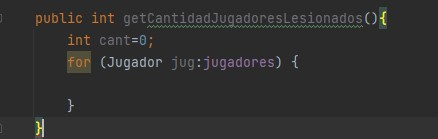 public int getCantidadJugadoresLesionados(){
int cant=0;
for (Jugador jug:jugadores) {
}
}